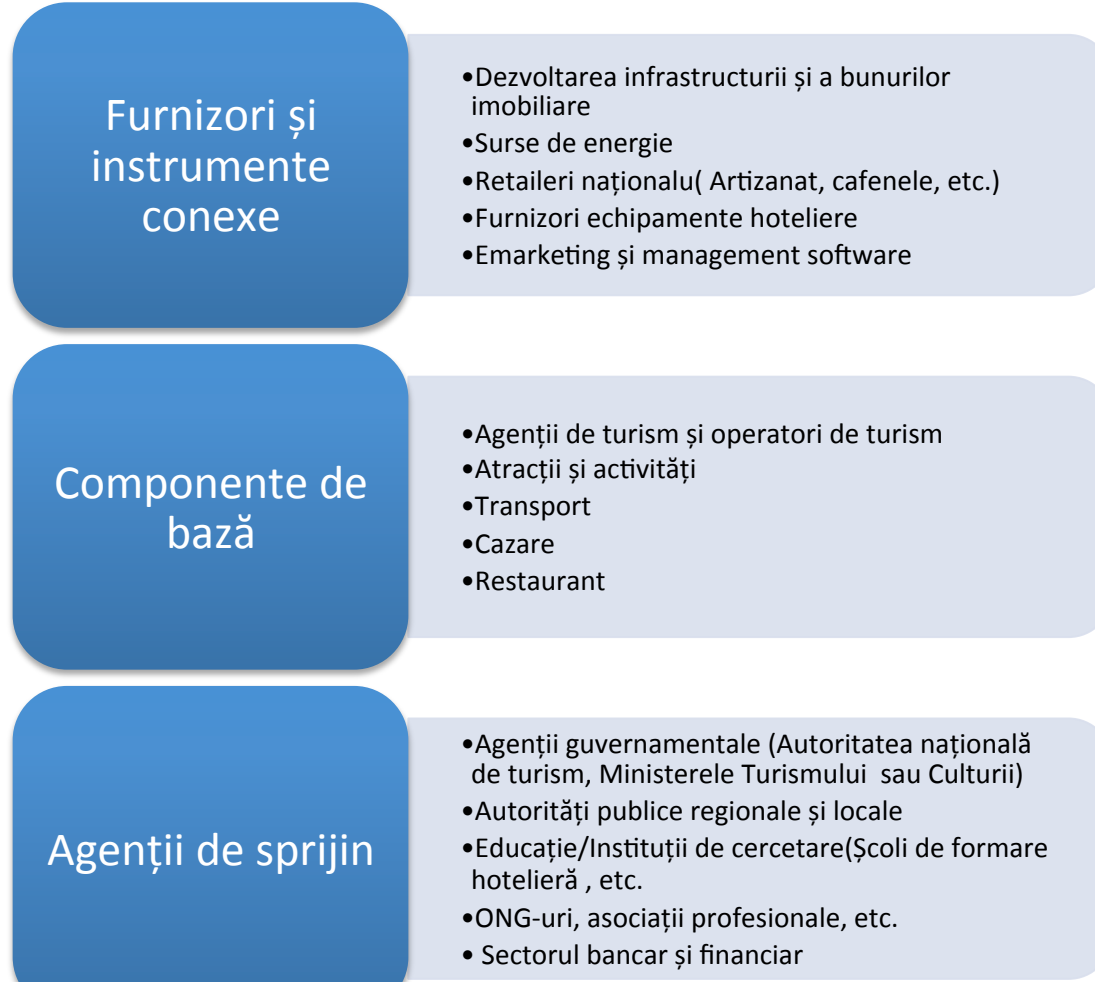 Furnizori și
instrumente
conexe
•Dezvoltarea infrastructurii și a bunurilor
imobiliare
•Surse de energie
•Retaileri naționalu( Artizanat, cafenele, etc.)
•Furnizori echipamente hoteliere
•Emarketing și management software
Componente de
bază
•Agenții de turism și operatori de turism
•Atracții și activități
•Transport
•Cazare
•Restaurant
Agenții de sprijin
•Agenții guvernamentale (Autoritatea națională
de turism, Ministerele Turismului  sau Culturii)
•Autorități publice regionale și locale
•Educație/Instituții de cercetare(Școli de formare
hotelieră , etc.
•ONG-uri, asociații profesionale, etc.
• Sectorul bancar și financiar